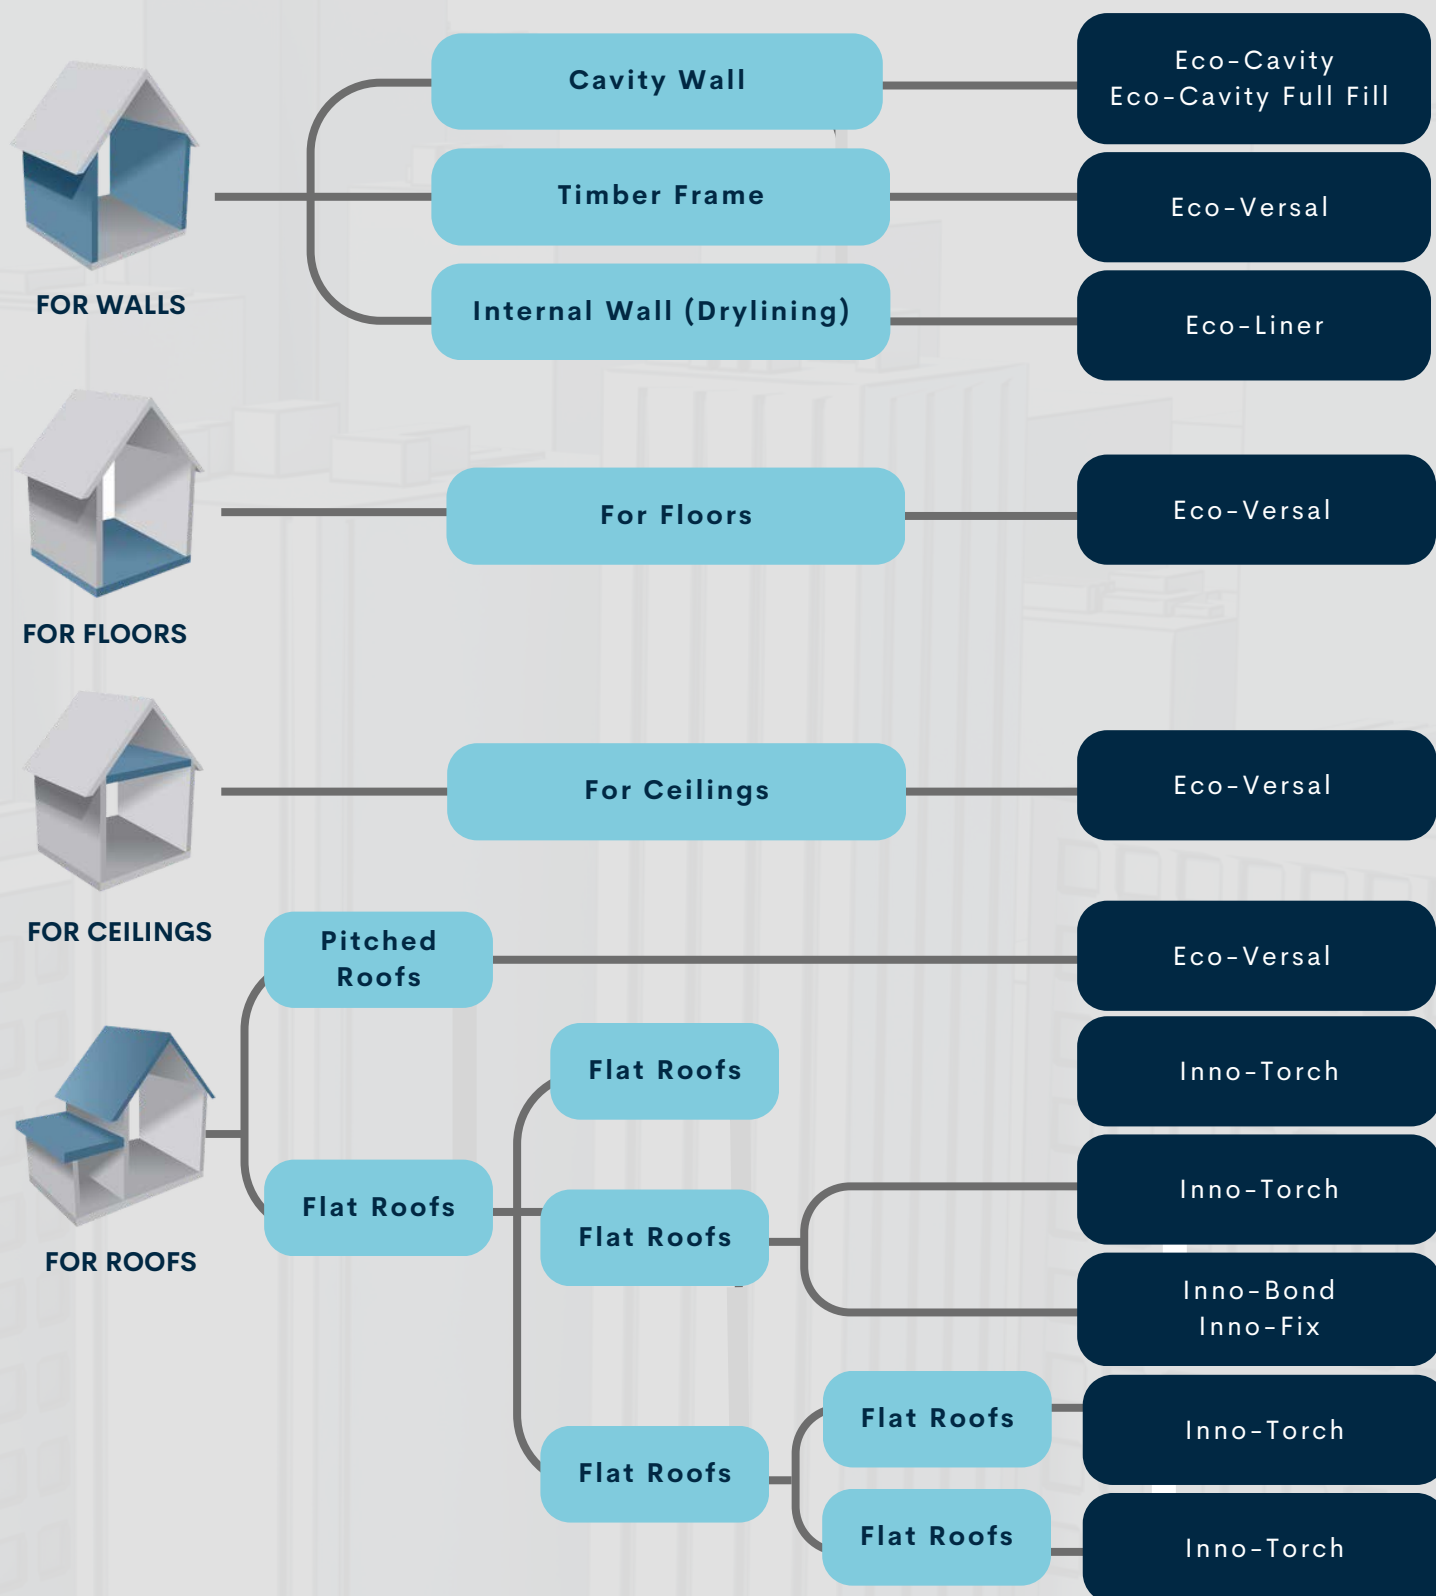 Cavity Wall
Eco-Cavity
Eco-Cavity Full Fill
Timber Frame
Eco-Versal
Internal Wall (Drylining)
Eco-Liner
FOR WALLS
For Floors
Eco-Versal
FOR FLOORS
For Ceilings
Eco-Versal
FOR CEILINGS
Pitched
Roofs
Eco-Versal
Flat Roofs
Inno-Torch
Flat Roofs
Flat Roofs
Inno-Torch
Inno-Bond
Inno-Fix
FOR ROOFS
Flat Roofs
Flat Roofs
Inno-Torch
Flat Roofs
Inno-Torch